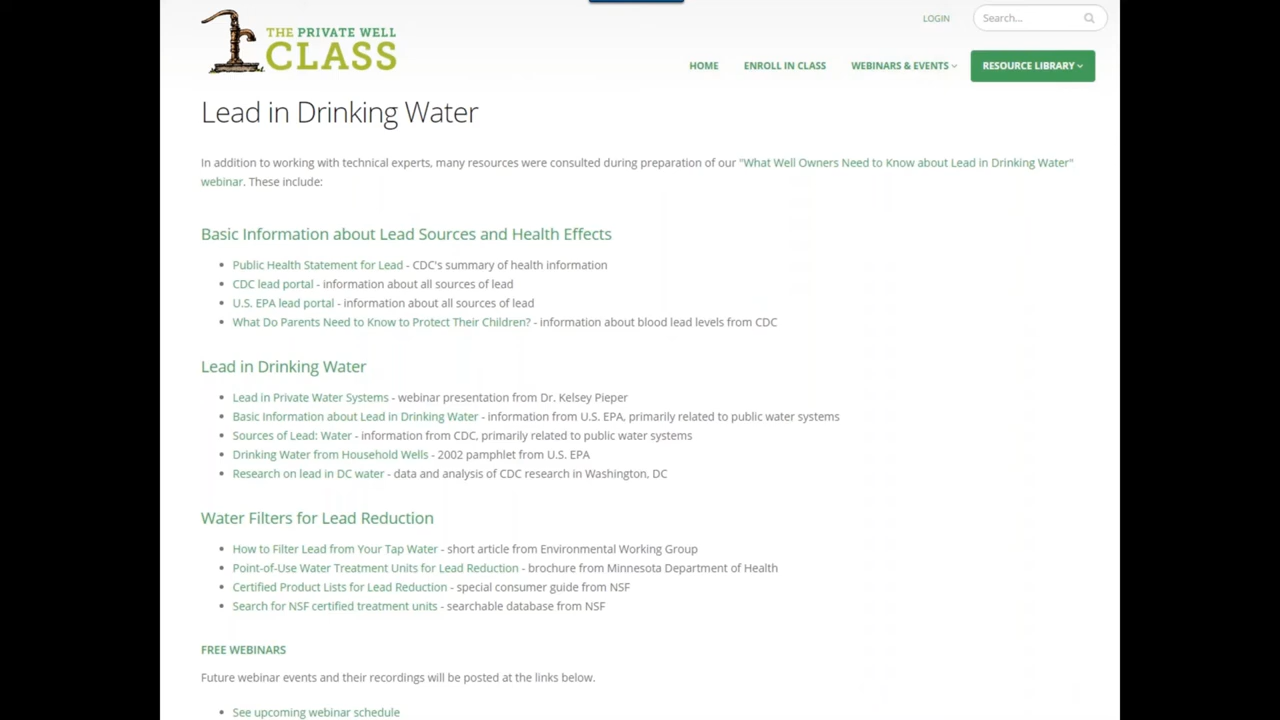 THE PRIVATE WELL
CLASS
LOGIN
Search...
HOME ENROLL IN CLASS WEBINARS & EVENTS RESOURCE LIBRARY
Lead in Drinking Water
In addition to working with technical experts, many resources were consulted during preparation of our "What Well Owners Need to Know about Lead in Drinking Water"
webinar. These include:
Basic Information about Lead Sources and Health Effects
• Public Health Statement for Lead - CDC's summary of health information
• CDC lead portal - information about all sources of lead
• U.S. EPA lead portal - information about all sources of lead
• What Do Parents Need to Know to Protect Their Children? - information about blood lead levels from CDC
Lead in Drinking Water
• Lead in Private Water Systems - webinar presentation from Dr. Kelsey Pieper
• Basic Information about Lead in Drinking Water - information from U.S. EPA, primarily related to public water systems
• Sources of Lead: Water - information from CDC, primarily related to public water systems
• Drinking Water from Household Wells - 2002 pamphlet from U.S. EPA
• Research on lead in DC water - data and analysis of CDC research in Washington, DC
Water Filters for Lead Reduction
• How to Filter Lead from Your Tap Water - short article from Environmental Working Group
• Point-of-Use Water Treatment Units for Lead Reduction - brochure from Minnesota Department of Health
• Certified Product Lists for Lead Reduction - special consumer guide from NSF
• Search for NSF certified treatment units - searchable database from NSF
FREE WEBINARS
Future webinar events and their recordings will be posted at the links below.
• See upcoming webinar schedule